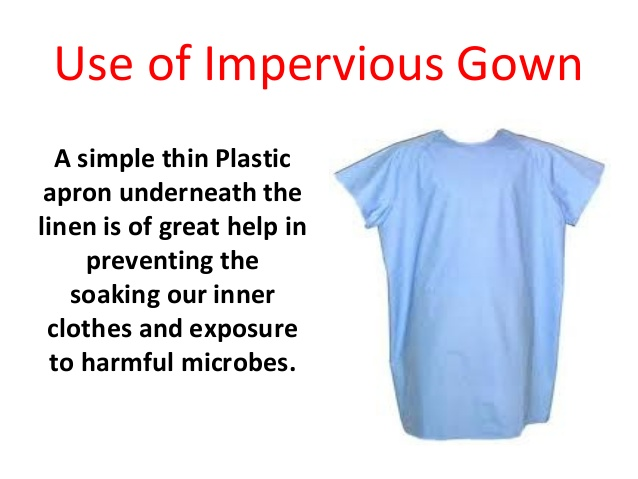 Use of Impervious Gown
A simple thin Plastic
apron underneath the
linen is of great help in
preventing the
soaking our inner
clothes and exposure
to harmful microbes.